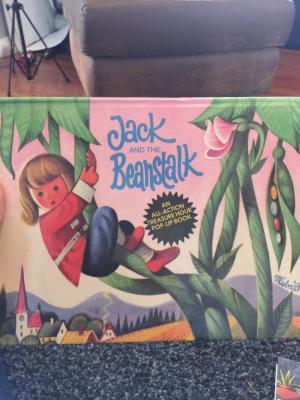 Jack
AND THE
Beanstalk
AN
ALL-ACTION
TREASURE HOUR
POP-UP BOOK